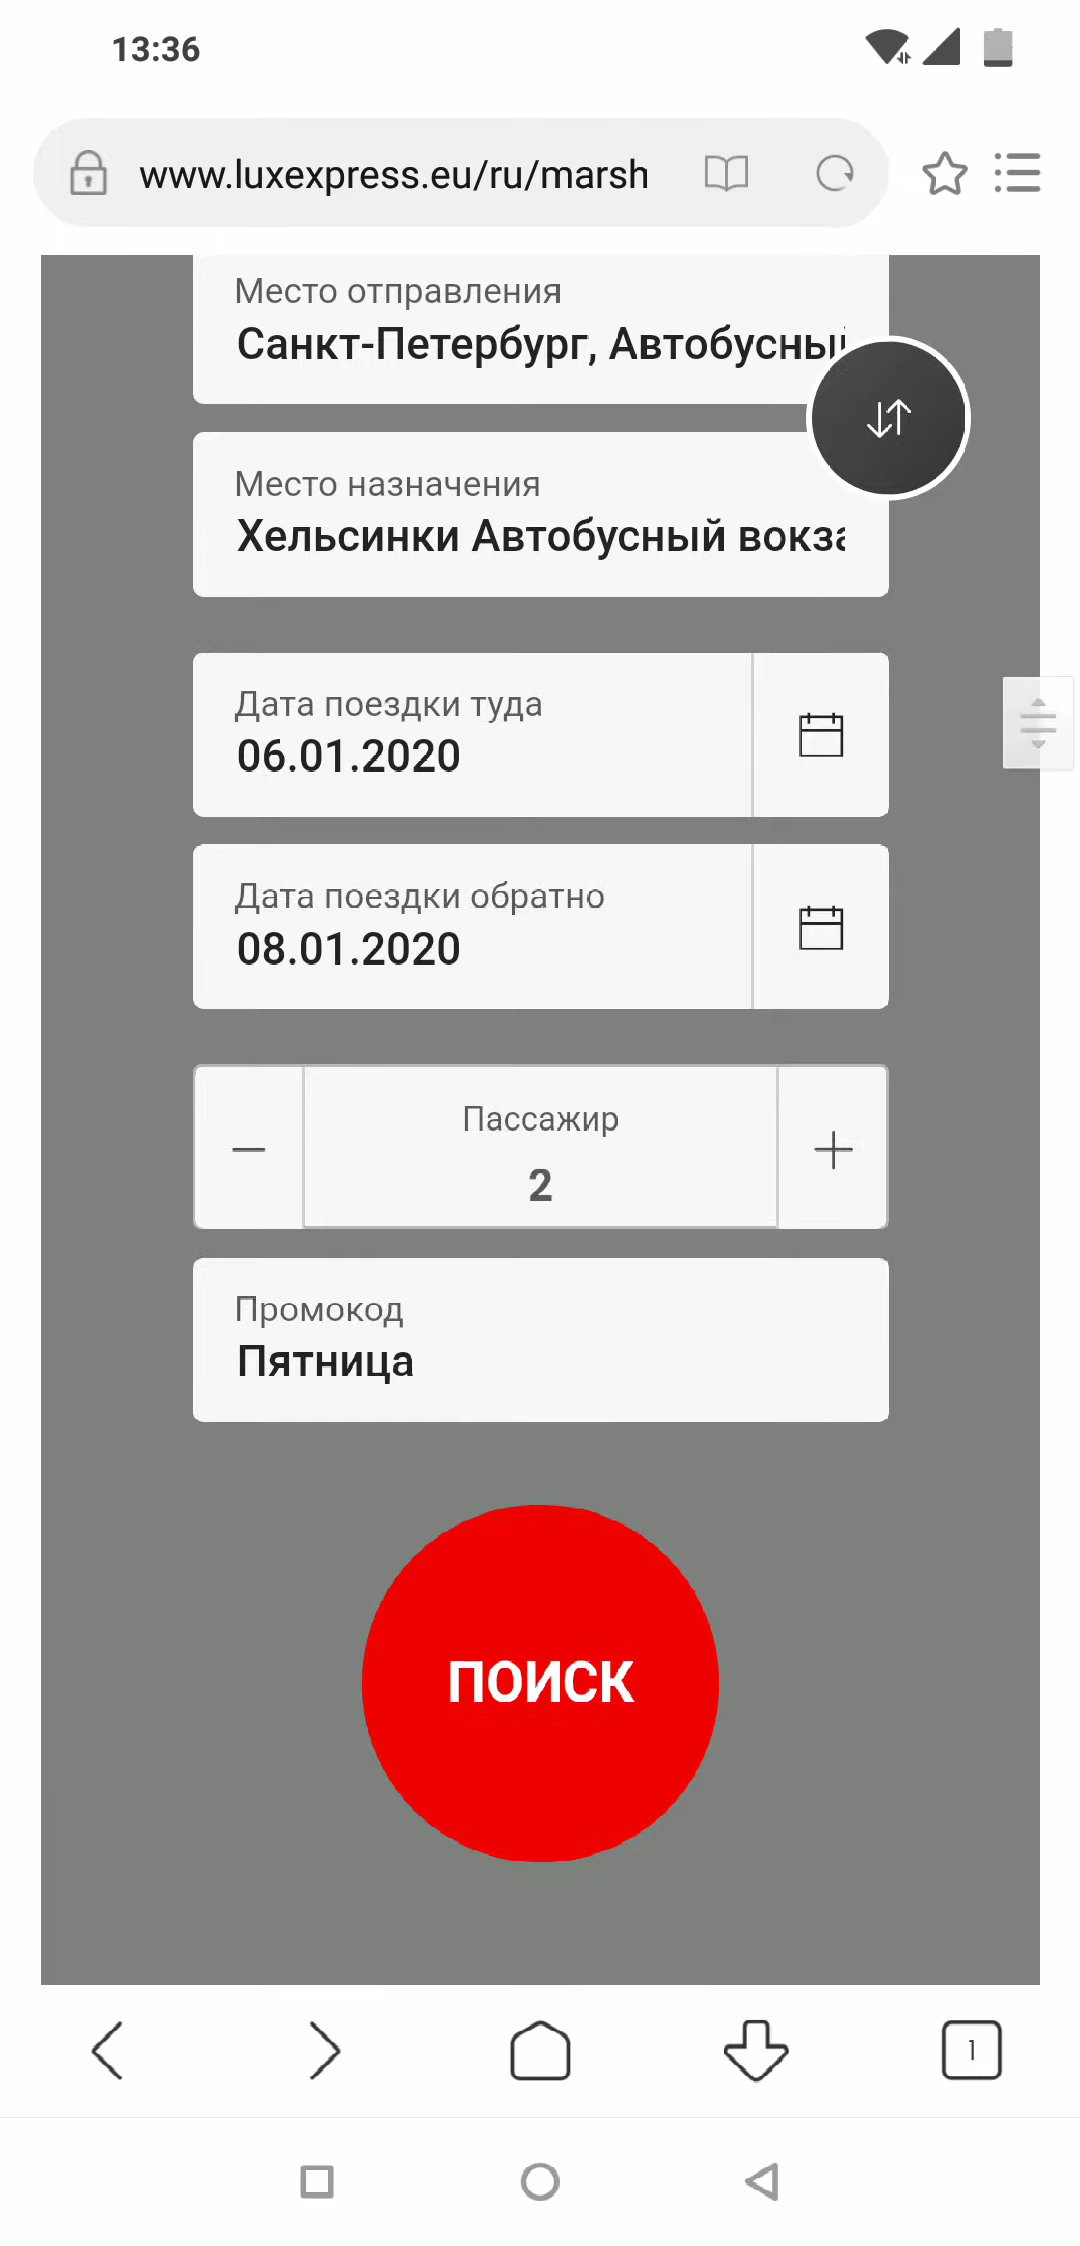 13:36
www.luxexpress.eu/ru/marsh
Место отправления
Санкт-Петербург, Автобусный
Место назначения
Хельсинки Автобусный вокза
Дата поездки туда
06.01.2020
Дата поездки обратно
08.01.2020
Пассажир
2
Промокод
Пятница
ПОИСК
1